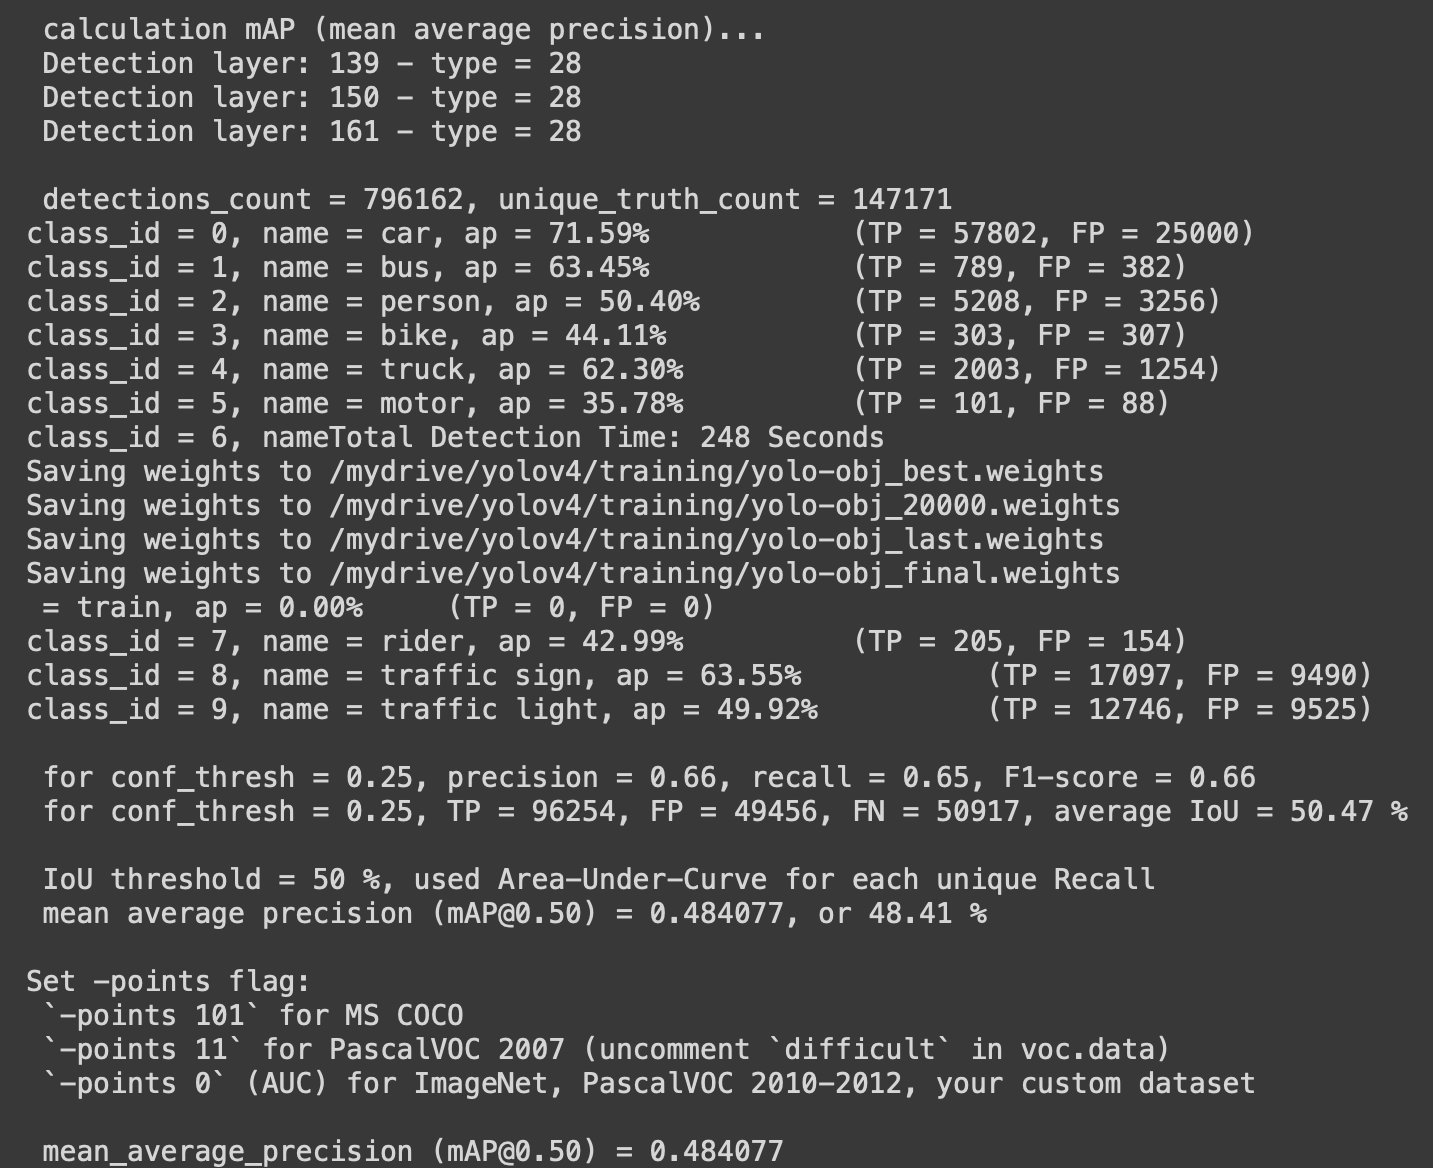 calculation mAP (mean average precision)...
Detection layer: 139 - type = 28
Detection layer: 150 - type = 28
Detection layer: 161 - type = 28
detections_count = 796162, unique_truth_count = 147171
class_id = 0, name = car, ap = 71.59% (TP = 57802, FP = 25000)
class_id = 1, name = bus, ap = 63.45% (TP = 789, FP = 382)
class_id = 2, name = person, ap = 50.40% (TP = 5208, FP = 3256)
class_id = 3, name = bike, ap = 44.11% (TP = 303, FP = 307)
class_id = 4, name = truck, ap = 62.30% (TP = 2003, FP = 1254)
class_id = 5, name = motor, ap = 35.78% (TP = 101, FP = 88)
class_id = 6, nameTotal Detection Time: 248 Seconds
Saving weights to /mydrive/yolov4/training/yolo-obj_best.weights
Saving weights to /mydrive/yolov4/training/yolo-obj_20000.weights
Saving weights to /mydrive/yolov4/training/yolo-obj_last.weights
Saving weights to /mydrive/yolov4/training/yolo-obj_final.weights
= train, ap = 0.00% (TP = 0, FP = 0)
class_id = 7, name = rider, ap = 42.99% (TP = 205, FP = 154)
class_id = 8, name = traffic sign, ap = 63.55% (TP = 17097, FP = 9490)
class_id = 9, name = traffic light, ap = 49.92% (TP = 12746, FP = 9525)
for conf_thresh = 0.25, precision = 0.66, recall = 0.65, F1-score = 0.66
for conf_thresh = 0.25, TP = 96254, FP = 49456, FN = 50917, average IoU = 50.47 %
IoU threshold = 50 %, used Area-Under-Curve for each unique Recall
mean average precision (mAP@0.50) = 0.484077, or 48.41 %
Set -points flag:
`-points 101` for MS COCO
`-points 11` for PascalVOC 2007 (uncomment `difficult` in voc.data)
`-points 0` (AUC) for ImageNet, PascalVOC 2010-2012, your custom dataset
mean_average_precision (mAP@0.50) = 0.484077